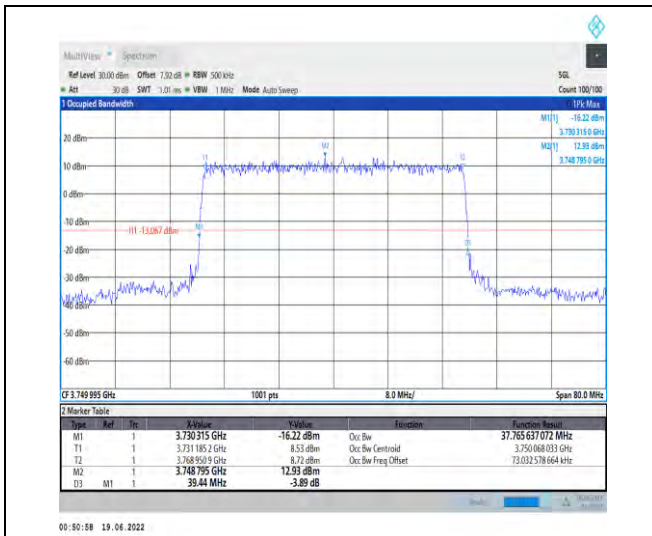 MultiView Spectrum
Ref Level 30.00 dBm Offset 7.92 dB RBW 500 kHz SGL
Att 30 dB SWT 1.01 ms VBW 1 MHz Mode Auto Sweep Count 100/100
1 Occupied Bandwidth 1Pk Max
M1[1] -16.22 dBm
3.730 315 0 GHz
M2[1] 12.93 dBm
3.748 795 0 GHz
20 dBm
T1 M2 T2
10 dBm
0 dBm
-10 dBm
H1 -13.067 dBm M1
D3
-20 dBm
-30 dBm
-40 dBm
-50 dBm
-60 dBm
CF 3.749 995 GHz 1001 pts 8.0 MHz/ Span 80.0 MHz
2 Marker Table
Type Ref Trc X-Value Y-Value Function Function Result
M1 1 3.730315 GHz -16.22 dBm Occ Bw 37.765 637 072 MHz
T1 1 3.731 185 2 GHz 8.53 dBm Occ Bw Centroid 3.750 068 033 GHz
T2 1 3.768 950 9 GHz 8.72 dBm Occ Bw Freq Offset 73.032 578 664 kHz
M2 1 3.748 795 GHz 12.93 dBm
D3 M1 1 39.44 MHz -3.89 dB
00:50:58 19.06.2022